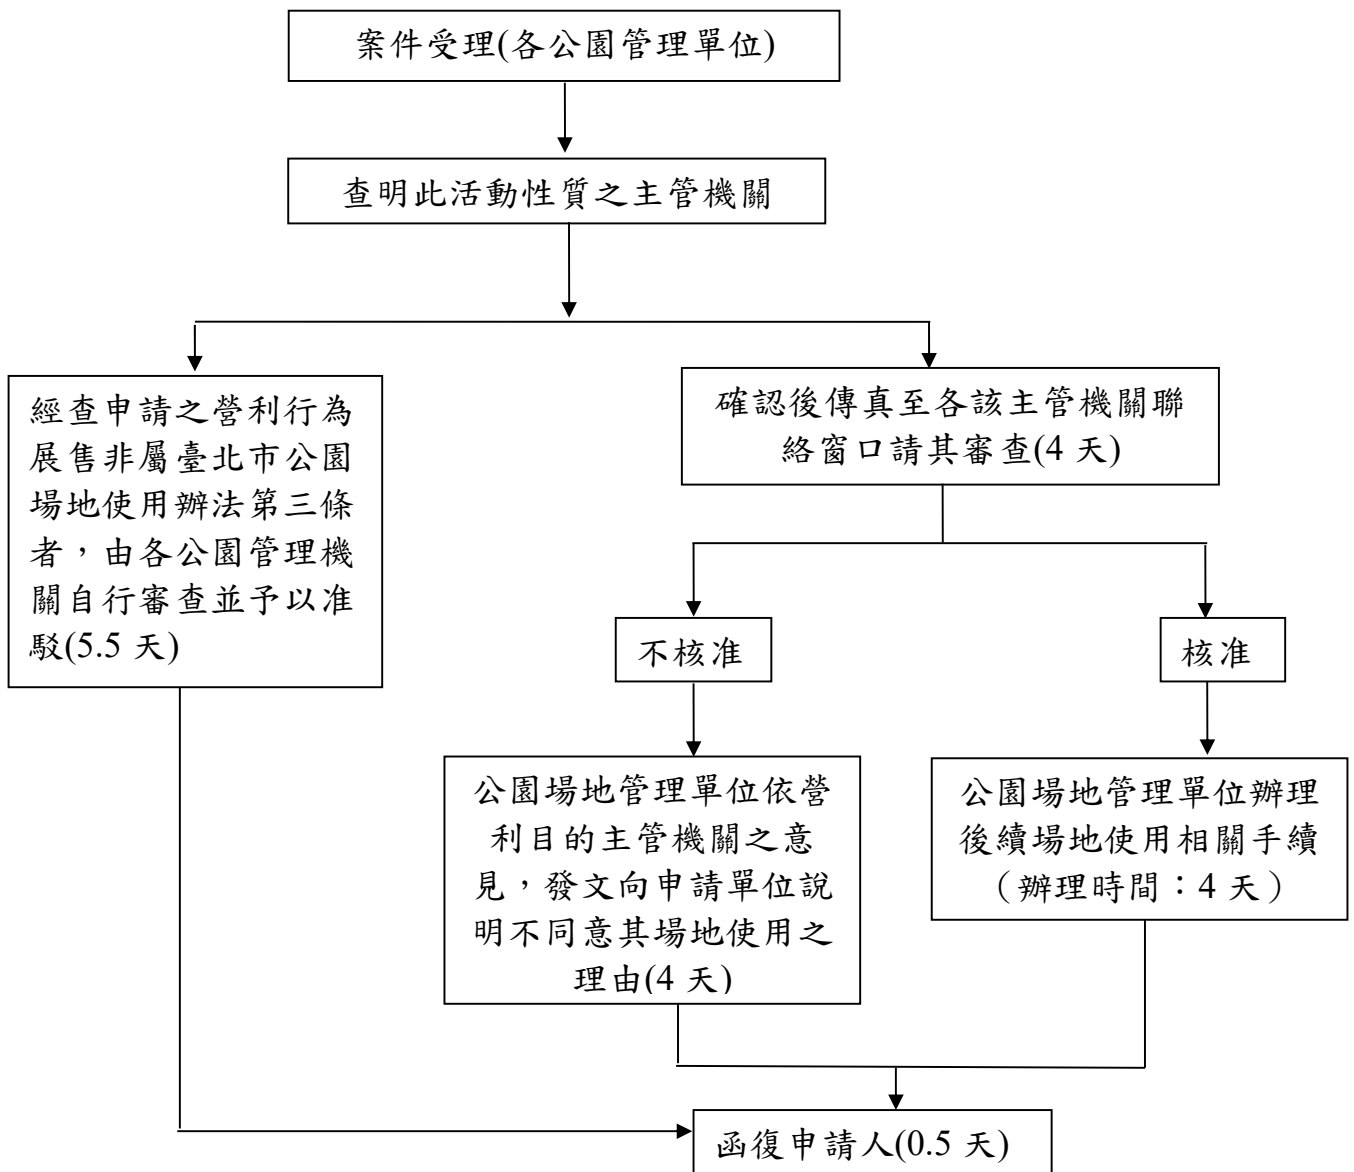 案件受理(各公園管理單位)
查明此活動性質之主管機關
經查申請之營利行為
展售非屬臺北市公園
場地使用辦法第三條
者，由各公園管理機
關自行審查並予以准
駁(5.5 天)
確認後傳真至各該主管機關聯
絡窗口請其審查(4 天)
不核准
核准
公園場地管理單位依營
利目的主管機關之意
見，發文向申請單位說
明不同意其場地使用之
理由(4 天)
公園場地管理單位辦理
後續場地使用相關手續
（辦理時間：4 天）
函復申請人(0.5 天)